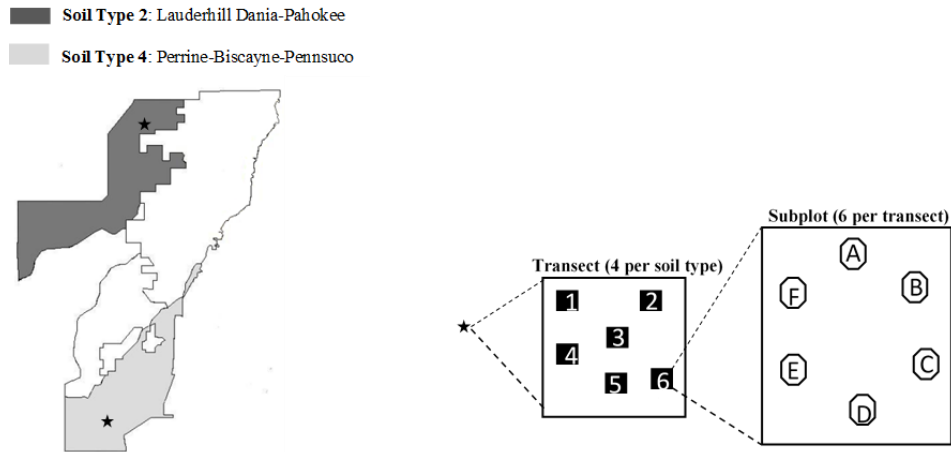 Soil Type 2: Lauderhill Dania-Pahokee
Soil Type 4: Perrine-Biscayne-Pennsuco
Subplot (6 per transect)
Transect (4 per soil type)
A
F
B
1
2
3
4
E
C
5
6
D